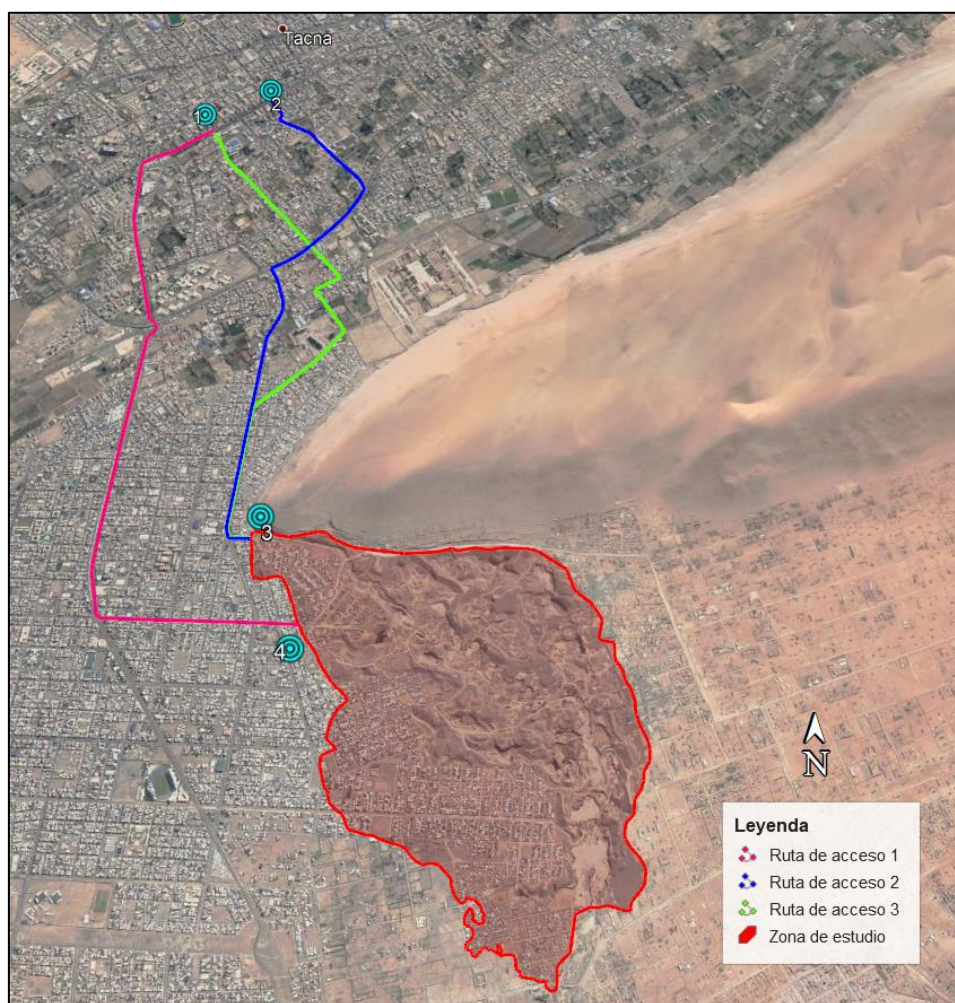 Tacna
1
2
3
4
N
Leyenda
Ruta de acceso 1
Ruta de acceso 2
Ruta de acceso 3
Zona de estudio